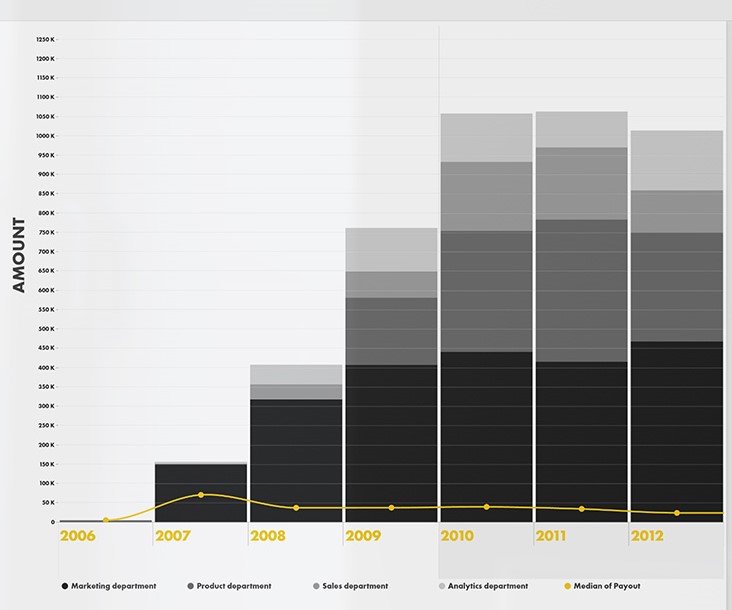 1250 K
1200 K
1150 K
1100 K
1050 K
1000 K
950 K
900 K
850 K
800 K
750 K
700 K
650 K
600 K
550 K
500 K
450 K
400 K
350 K
300 K
250 K
200 K
150 K
100 K
50 K
0
AMOUNT
2006 2007 2008 2009 2010 2011 2012
Marketing department Product department Sales department Analytics department Median of Payout